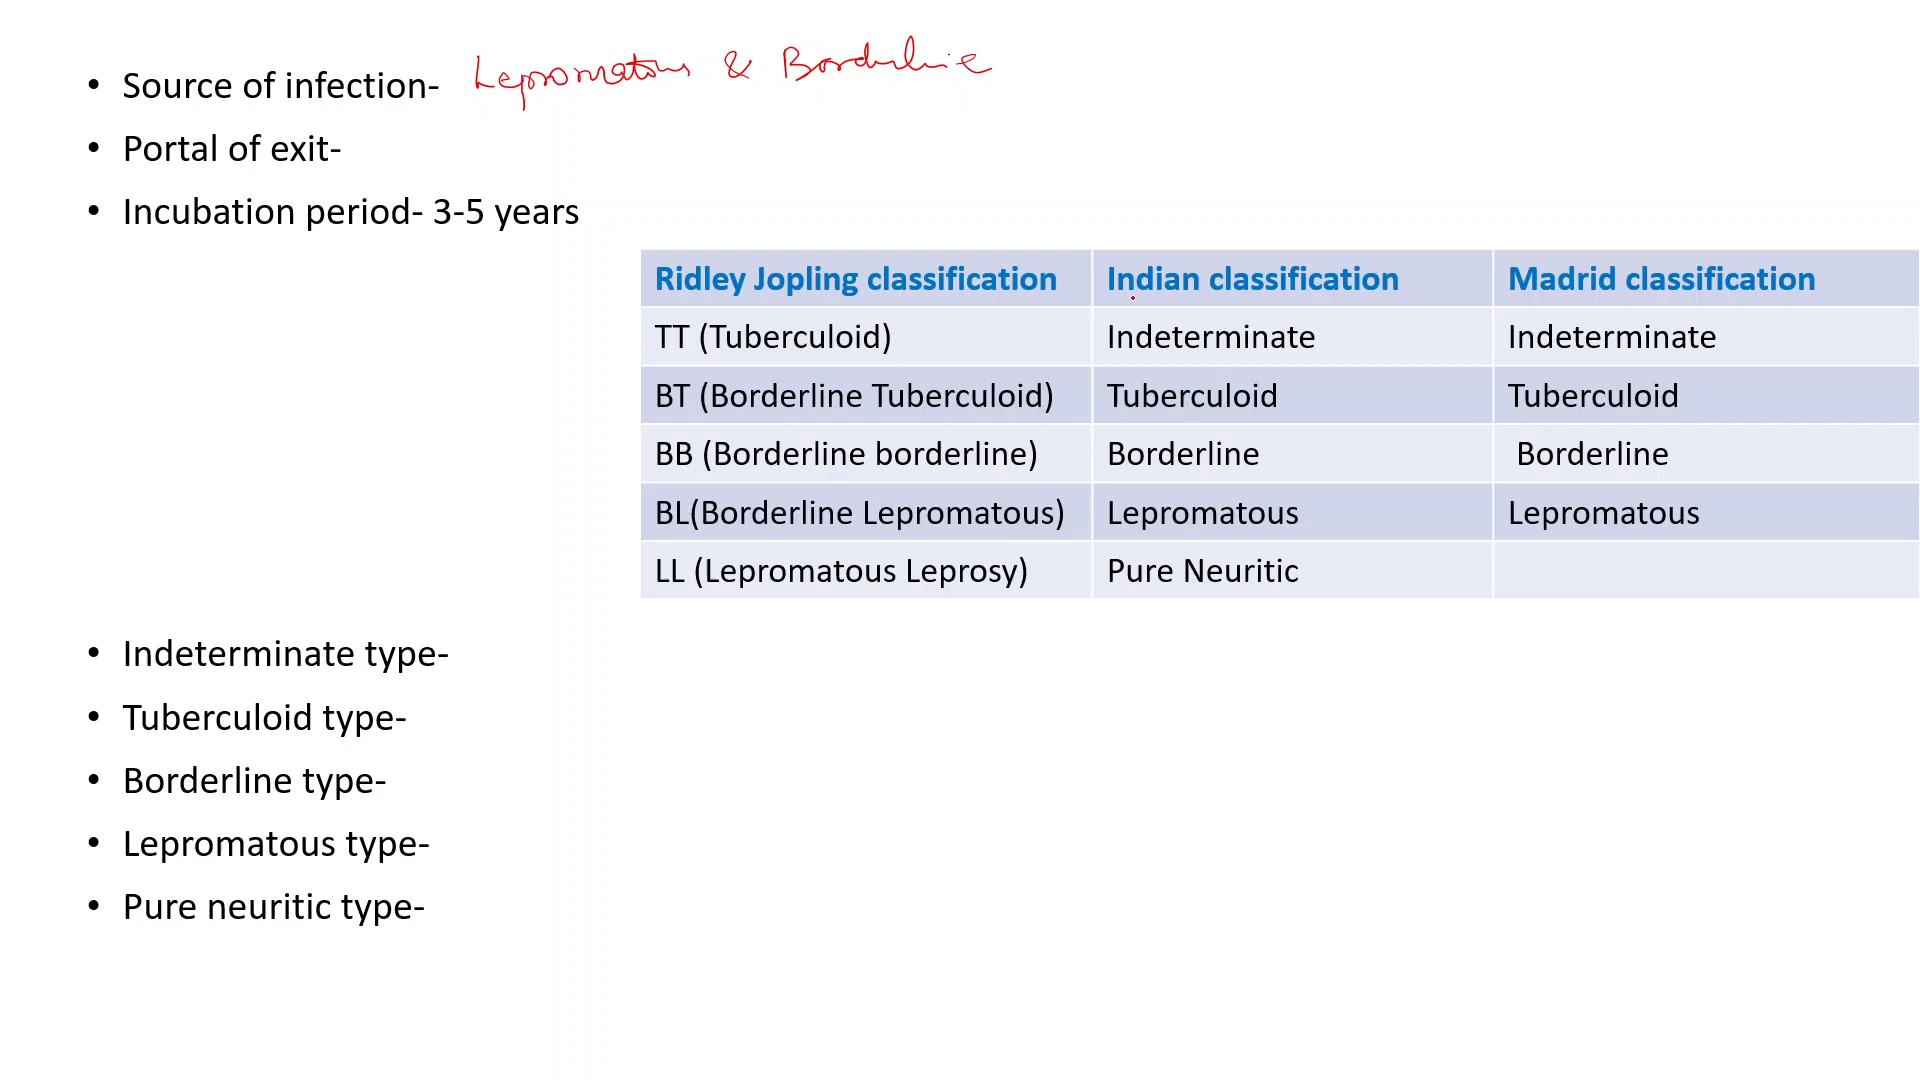 • Source of infection- Lepromatous & Borderline
• Portal of exit-
• Incubation period- 3-5 years
Ridley Jopling classification Indian classification Madrid classification
TT (Tuberculoid) Indeterminate Indeterminate
BT (Borderline Tuberculoid) Tuberculoid Tuberculoid
BB (Borderline borderline) Borderline Borderline
BL(Borderline Lepromatous) Lepromatous Lepromatous
LL (Lepromatous Leprosy) Pure Neuritic
• Indeterminate type-
• Tuberculoid type-
• Borderline type-
• Lepromatous type-
• Pure neuritic type-